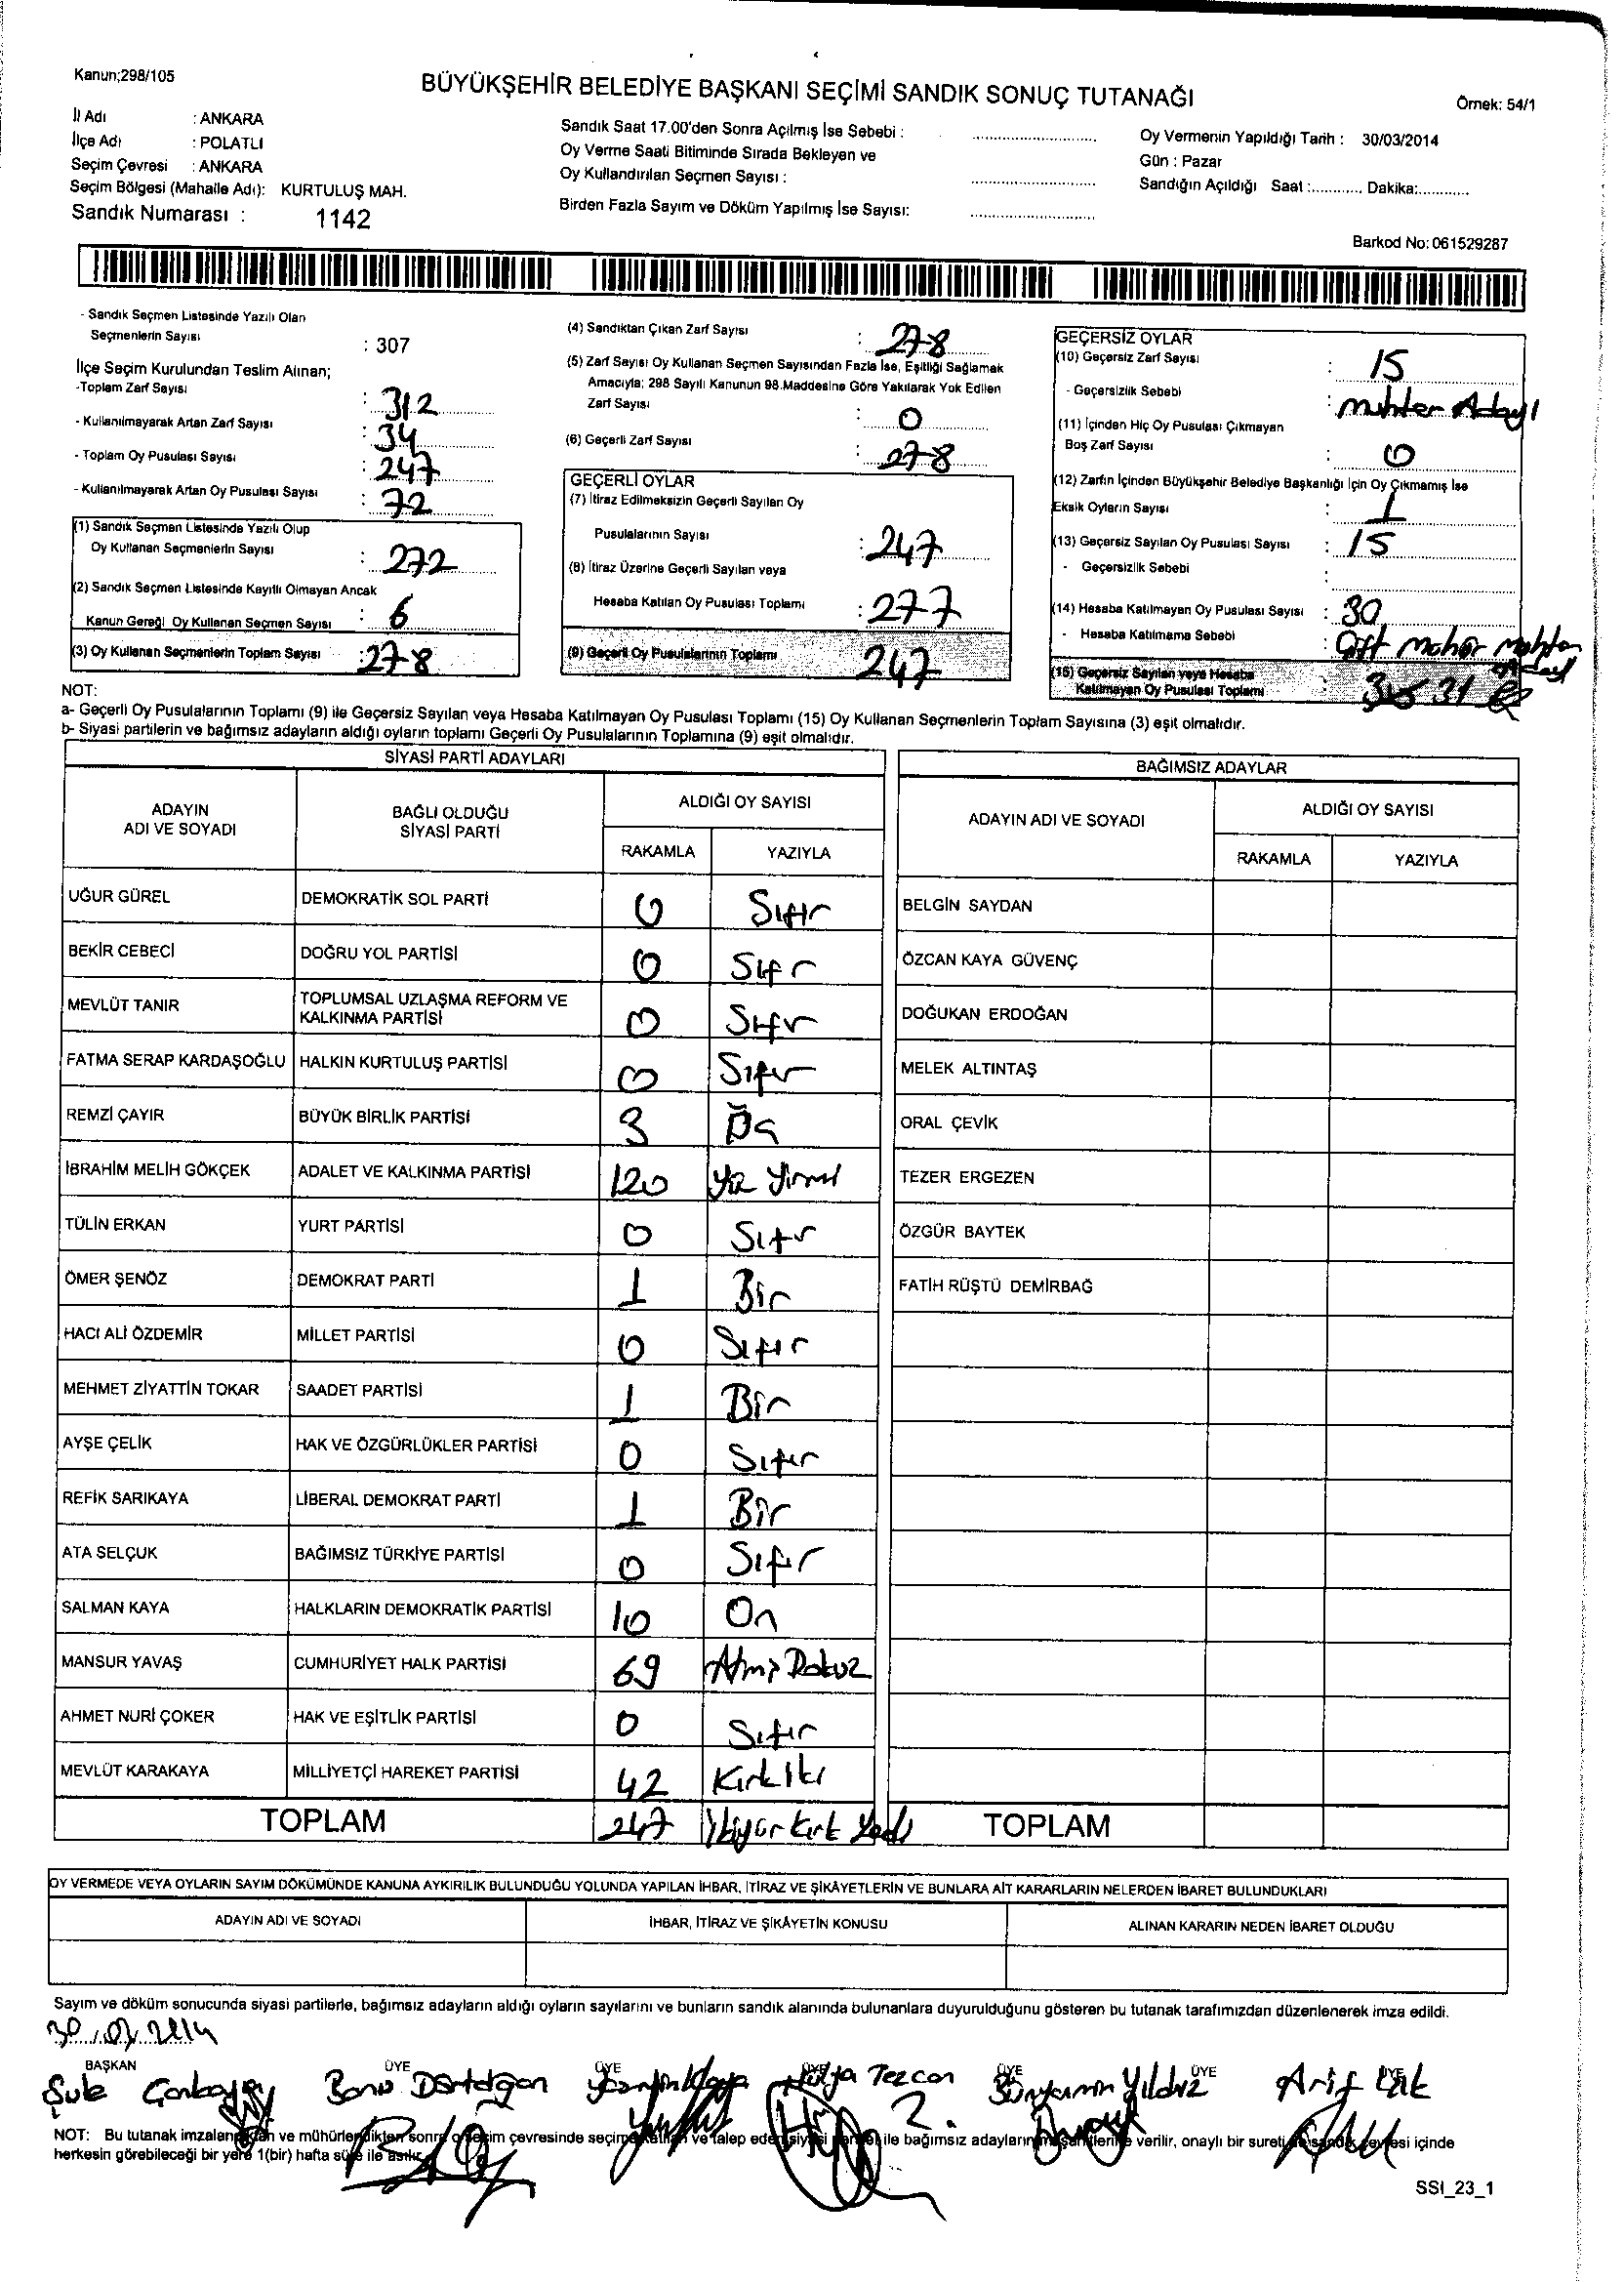 Kanun;298/105
BÜYÜKŞEHİR BELEDİYE BAŞKANI SEÇİMİ SANDIK SONUÇ TUTANAĞI
Örnek: 54/1
İl Adı : ANKARA
İlçe Adı : POLATLI
Seçim Çevresi : ANKARA
Seçim Bölgesi (Mahalle Adı): KURTULUŞ MAH.
Sandık Numarası : 1142
Sandık Saat 17.00'den Sonra Açılmış İse Sebebi :
Oy Verme Saati Bitiminde Sırada Bekleyen ve
Oy Kullandırılan Seçmen Sayısı :
Birden Fazla Sayım ve Döküm Yapılmış İse Sayısı:
Oy Vermenin Yapıldığı Tarih : 30/03/2014
Gün : Pazar
Sandığın Açıldığı Saat :............ Dakika:............
Barkod No: 061529287
- Sandık Seçmen Listesinde Yazılı Olan
Seçmenlerin Sayısı : 307
İlçe Seçim Kurulundan Teslim Alınan;
-Toplam Zarf Sayısı : 312
- Kullanılmayarak Artan Zarf Sayısı : 34
- Toplam Oy Pusulası Sayısı : 247
- Kullanılmayarak Artan Oy Pusulası Sayısı : 72
(1) Sandık Seçmen Listesinde Yazılı Olup
Oy Kullanan Seçmenlerin Sayısı : 272
(2) Sandık Seçmen Listesinde Kayıtlı Olmayan Ancak
Kanun Gereği Oy Kullanan Seçmen Sayısı : 6
(3) Oy Kullanan Seçmenlerin Toplam Sayısı : 278
(4) Sandıktan Çıkan Zarf Sayısı : 278
(5) Zarf Sayısı Oy Kullanan Seçmen Sayısından Fazla İse, Eşitliği Sağlamak
Amacıyla; 298 Sayılı Kanunun 98.Maddesine Göre Yakılarak Yok Edilen
Zarf Sayısı : 0
(6) Geçerli Zarf Sayısı : 278
GEÇERLİ OYLAR
(7) İtiraz Edilmeksizin Geçerli Sayılan Oy
Pusulalarının Sayısı : 247
(8) İtiraz Üzerine Geçerli Sayılan veya
Hesaba Katılan Oy Pusulası Toplamı : 277
(9) Geçerli Oy Pusulalarının Toplamı 247
GEÇERSİZ OYLAR
(10) Geçersiz Zarf Sayısı : 15
- Geçersizlik Sebebi : muhtar Adayı
(11) İçinden Hiç Oy Pusulası Çıkmayan
Boş Zarf Sayısı : 0
(12) Zarfın İçinden Büyükşehir Belediye Başkanlığı İçin Oy Çıkmamış İse
Eksik Oyların Sayısı : 1
(13) Geçersiz Sayılan Oy Pusulası Sayısı : 15
- Geçersizlik Sebebi :
(14) Hesaba Katılmayan Oy Pusulası Sayısı : 30
- Hesaba Katılmama Sebebi : Çift mühür
(15) Geçersiz Sayılan veya Hesaba
Katılmayan Oy Pusulası Toplamı : 31
NOT:
a- Geçerli Oy Pusulalarının Toplamı (9) ile Geçersiz Sayılan veya Hesaba Katılmayan Oy Pusulası Toplamı (15) Oy Kullanan Seçmenlerin Toplam Sayısına (3) eşit olmalıdır.
b- Siyasi partilerin ve bağımsız adayların aldığı oyların toplamı Geçerli Oy Pusulalarının Toplamına (9) eşit olmalıdır.
SİYASİ PARTİ ADAYLARI
ADAYIN ADI VE SOYADI BAĞLI OLDUĞU SİYASİ PARTİ ALDIĞI OY SAYISI
RAKAMLA YAZIYLA
UĞUR GÜREL DEMOKRATİK SOL PARTİ 0 Sıfır
BEKİR CEBECİ DOĞRU YOL PARTİSİ 0 Sıfr
MEVLÜT TANIR TOPLUMSAL UZLAŞMA REFORM VE KALKINMA PARTİSİ 0 Sıfır
FATMA SERAP KARDAŞOĞLU HALKIN KURTULUŞ PARTİSİ 0 Sıfır
REMZİ ÇAYIR BÜYÜK BİRLİK PARTİSİ 3 Üç
İBRAHİM MELİH GÖKÇEK ADALET VE KALKINMA PARTİSİ 120 Yüz Yirmi
TÜLİN ERKAN YURT PARTİSİ 0 Sıfır
ÖMER ŞENÖZ DEMOKRAT PARTİ 1 Bir
HACI ALİ ÖZDEMİR MİLLET PARTİSİ 0 Sıfır
MEHMET ZİYATTİN TOKAR SAADET PARTİSİ 1 Bir
AYŞE ÇELİK HAK VE ÖZGÜRLÜKLER PARTİSİ 0 Sıfır
REFİK SARIKAYA LİBERAL DEMOKRAT PARTİ 1 Bir
ATA SELÇUK BAĞIMSIZ TÜRKİYE PARTİSİ 0 Sıfır
SALMAN KAYA HALKLARIN DEMOKRATİK PARTİSİ 10 On
MANSUR YAVAŞ CUMHURİYET HALK PARTİSİ 69 Atmış Dokuz
AHMET NURİ ÇOKER HAK VE EŞİTLİK PARTİSİ 0 Sıfır
MEVLÜT KARAKAYA MİLLİYETÇİ HAREKET PARTİSİ 42 Kırk İki
TOPLAM 247 İkiyüz Kırk Yedi
BAĞIMSIZ ADAYLAR
ADAYIN ADI VE SOYADI ALDIĞI OY SAYISI
RAKAMLA YAZIYLA
BELGİN SAYDAN
ÖZCAN KAYA GÜVENÇ
DOĞUKAN ERDOĞAN
MELEK ALTINTAŞ
ORAL ÇEVİK
TEZER ERGEZEN
ÖZGÜR BAYTEK
FATİH RÜŞTÜ DEMİRBAĞ
TOPLAM
OY VERMEDE VEYA OYLARIN SAYIM DÖKÜMÜNDE KANUNA AYKIRILIK BULUNDUĞU YOLUNDA YAPILAN İHBAR, İTİRAZ VE ŞİKÂYETLERİN VE BUNLARA AİT KARARLARIN NELERDEN İBARET BULUNDUKLARI
ADAYIN ADI VE SOYADI İHBAR, İTİRAZ VE ŞİKÂYETİN KONUSU ALINAN KARARIN NEDEN İBARET OLDUĞU
Sayım ve döküm sonucunda siyasi partilerle, bağımsız adayların aldığı oyların sayılarını ve bunların sandık alanında bulunanlara duyurulduğunu gösteren bu tutanak tarafımızdan düzenlenerek imza edildi.
30/03/2014
BAŞKAN ÜYE ÜYE ÜYE ÜYE ÜYE
Şule Banu Hülya Tezcan Bünyamin Yıldız Arif
NOT: Bu tutanak imzalandıktan ve mühürlendikten sonra o seçim çevresinde seçime katılan ve talep eden siyasi partiler ile bağımsız adayların müşahitlerine verilir, onaylı bir sureti de sandık çevresi içinde
herkesin görebileceği bir yere 1(bir) hafta süre ile asılır.
SSI_23_1